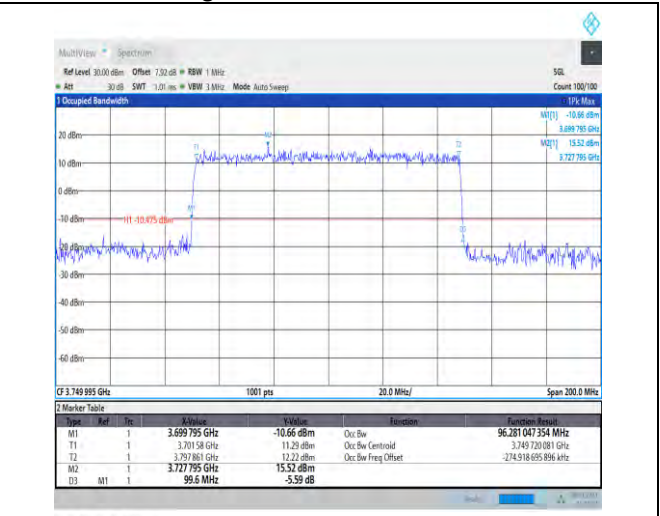 MultiView Spectrum
Ref Level 30.00 dBm Offset 7.92 dB RBW 1 MHz SGL
Att 30 dB SWT 1.01 ms VBW 3 MHz Mode Auto Sweep Count 100/100
1 Occupied Bandwidth 1Pk Max
M1[1] -10.66 dBm
3.699 795 GHz
M2[1] 15.52 dBm
3.727 795 GHz
20 dBm
M2
T1
T2
10 dBm
0 dBm
M1
-10 dBm
H1 -10.475 dBm
D3
-20 dBm
-30 dBm
-40 dBm
-50 dBm
-60 dBm
CF 3.749 995 GHz 1001 pts 20.0 MHz/ Span 200.0 MHz
2 Marker Table
Type Ref Trc X-Value Y-Value Function Function Result
M1 1 3.699 795 GHz -10.66 dBm Occ Bw 96.281 047 354 MHz
T1 1 3.701 58 GHz 11.29 dBm Occ Bw Centroid 3.749 720 081 GHz
T2 1 3.797 861 GHz 12.22 dBm Occ Bw Freq Offset -274.918 695 896 kHz
M2 1 3.727 795 GHz 15.52 dBm
D3 M1 1 99.6 MHz -5.59 dB